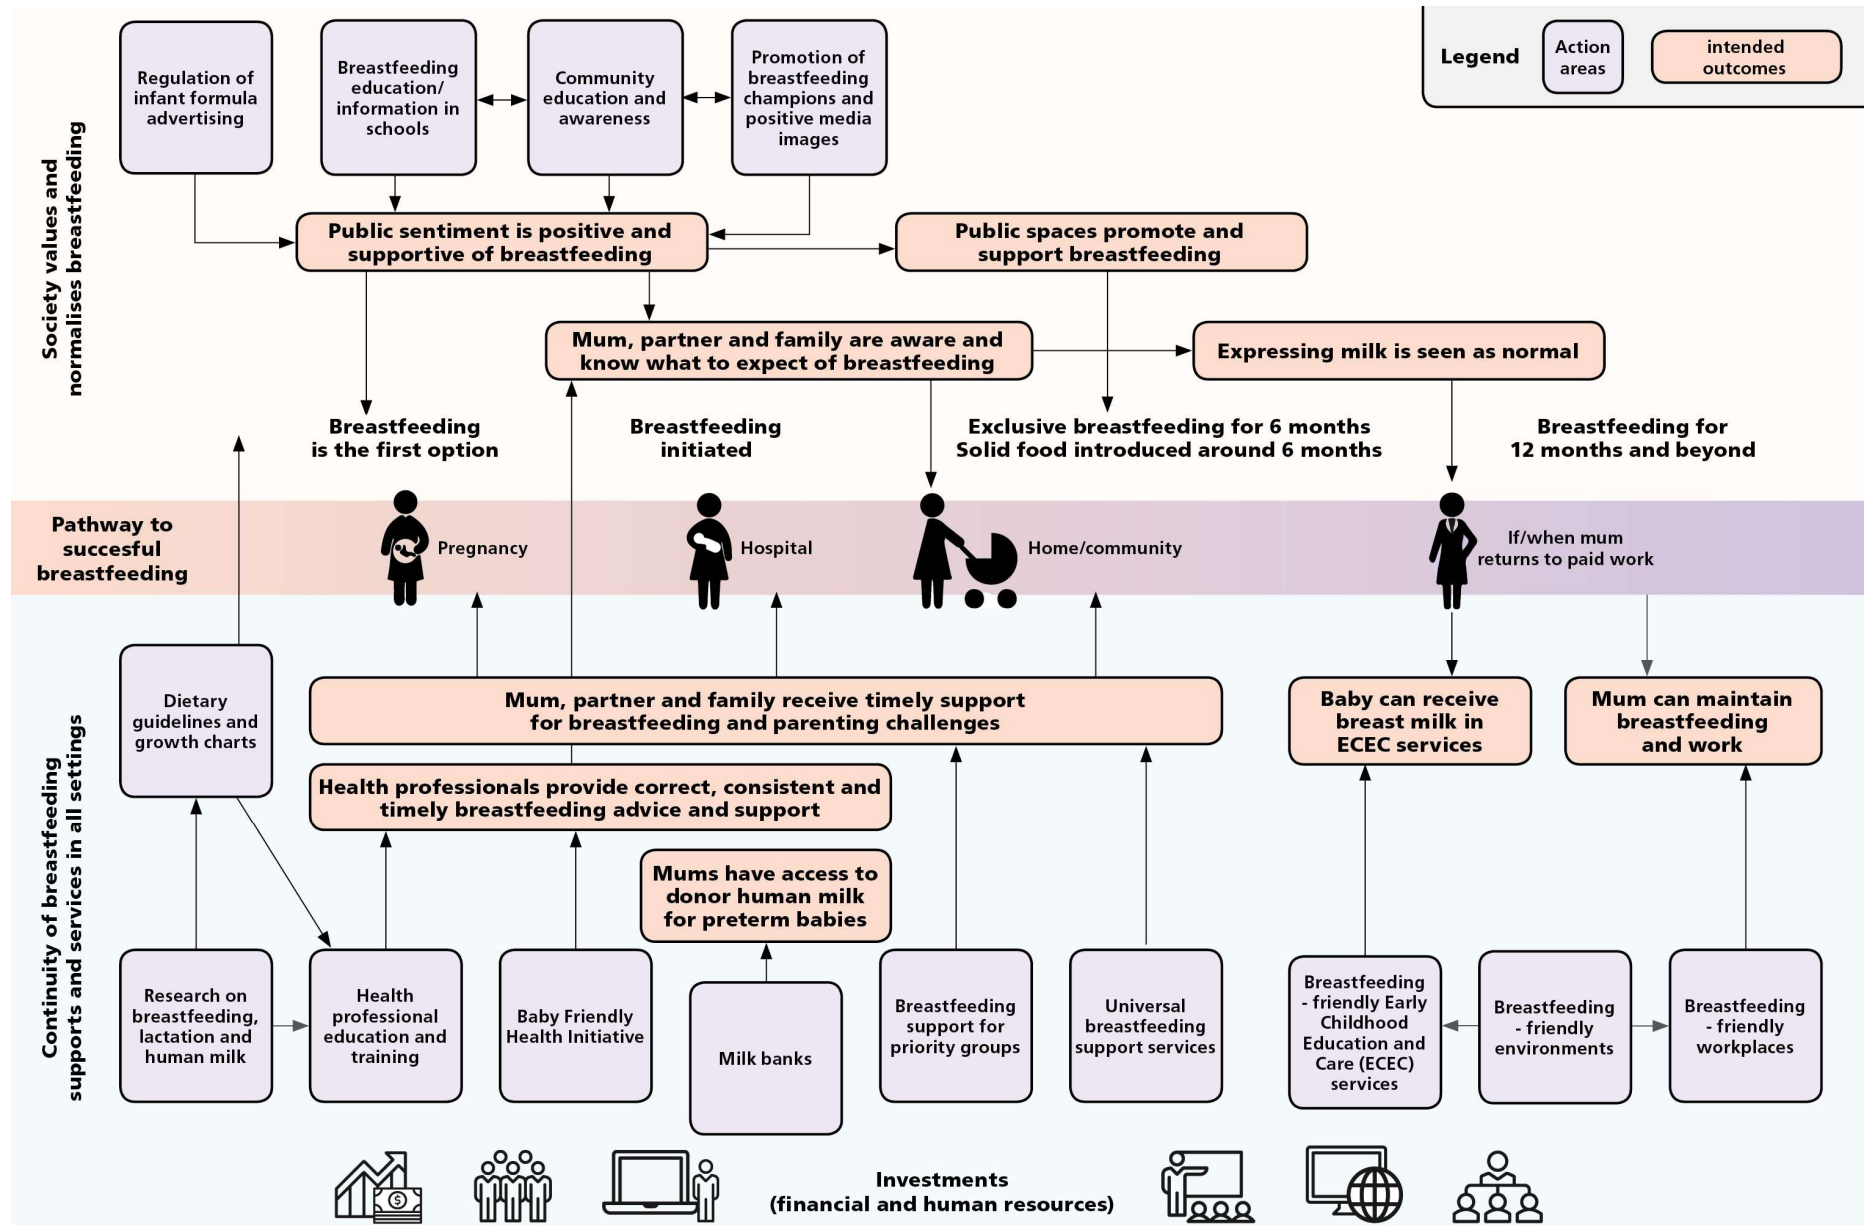 Regulation of
infant formula
advertising
Breastfeeding
education/
information in
schools
Community
education and
awareness
Promotion of
breastfeeding
champions and
positive media
images
Legend
Action
areas
intended
outcomes
Society values and
normalises breastfeeding
Public sentiment is positive and
supportive of breastfeeding
Public spaces promote and
support breastfeeding
Mum, partner and family are aware and
know what to expect of breastfeeding
Expressing milk is seen as normal
Breastfeeding
is the first option
Breastfeeding
initiated
Exclusive breastfeeding for 6 months
Solid food introduced around 6 months
Breastfeeding for
12 months and beyond
Pathway to
succesful
breastfeeding
Pregnancy
Hospital
Home/community
If/when mum
returns to paid work
Continuity of breastfeeding
supports and services in all settings
Dietary
guidelines and
growth charts
Mum, partner and family receive timely support
for breastfeeding and parenting challenges
Baby can receive
breast milk in
ECEC services
Mum can maintain
breastfeeding
and work
Health professionals provide correct, consistent and
timely breastfeeding advice and support
Mums have access to
donor human milk
for preterm babies
Research on
breastfeeding,
lactation and
human milk
Health
professional
education and
training
Baby Friendly
Health Initiative
Milk banks
Breastfeeding
support for
priority groups
Universal
breastfeeding
support services
Breastfeeding
- friendly Early
Childhood
Education and
Care (ECEC)
services
Breastfeeding
- friendly
environments
Breastfeeding
- friendly
workplaces
$
Investments
(financial and human resources)